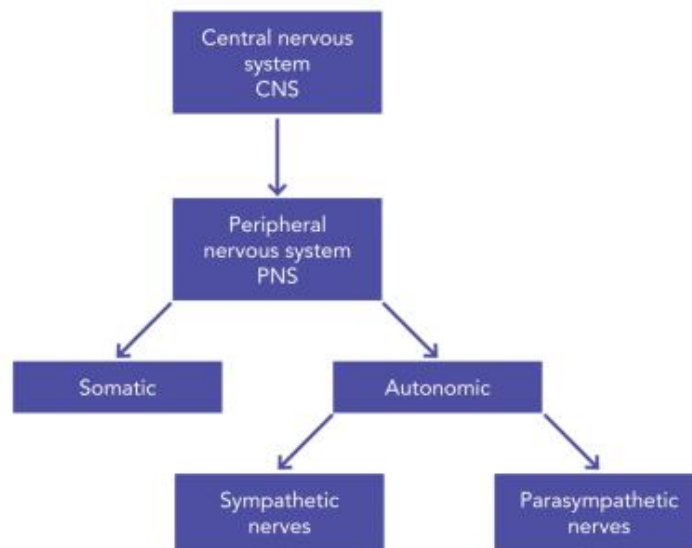 Central nervous
system
CNS
Peripheral
nervous system
PNS
Somatic
Autonomic
Sympathetic
nerves
Parasympathetic
nerves